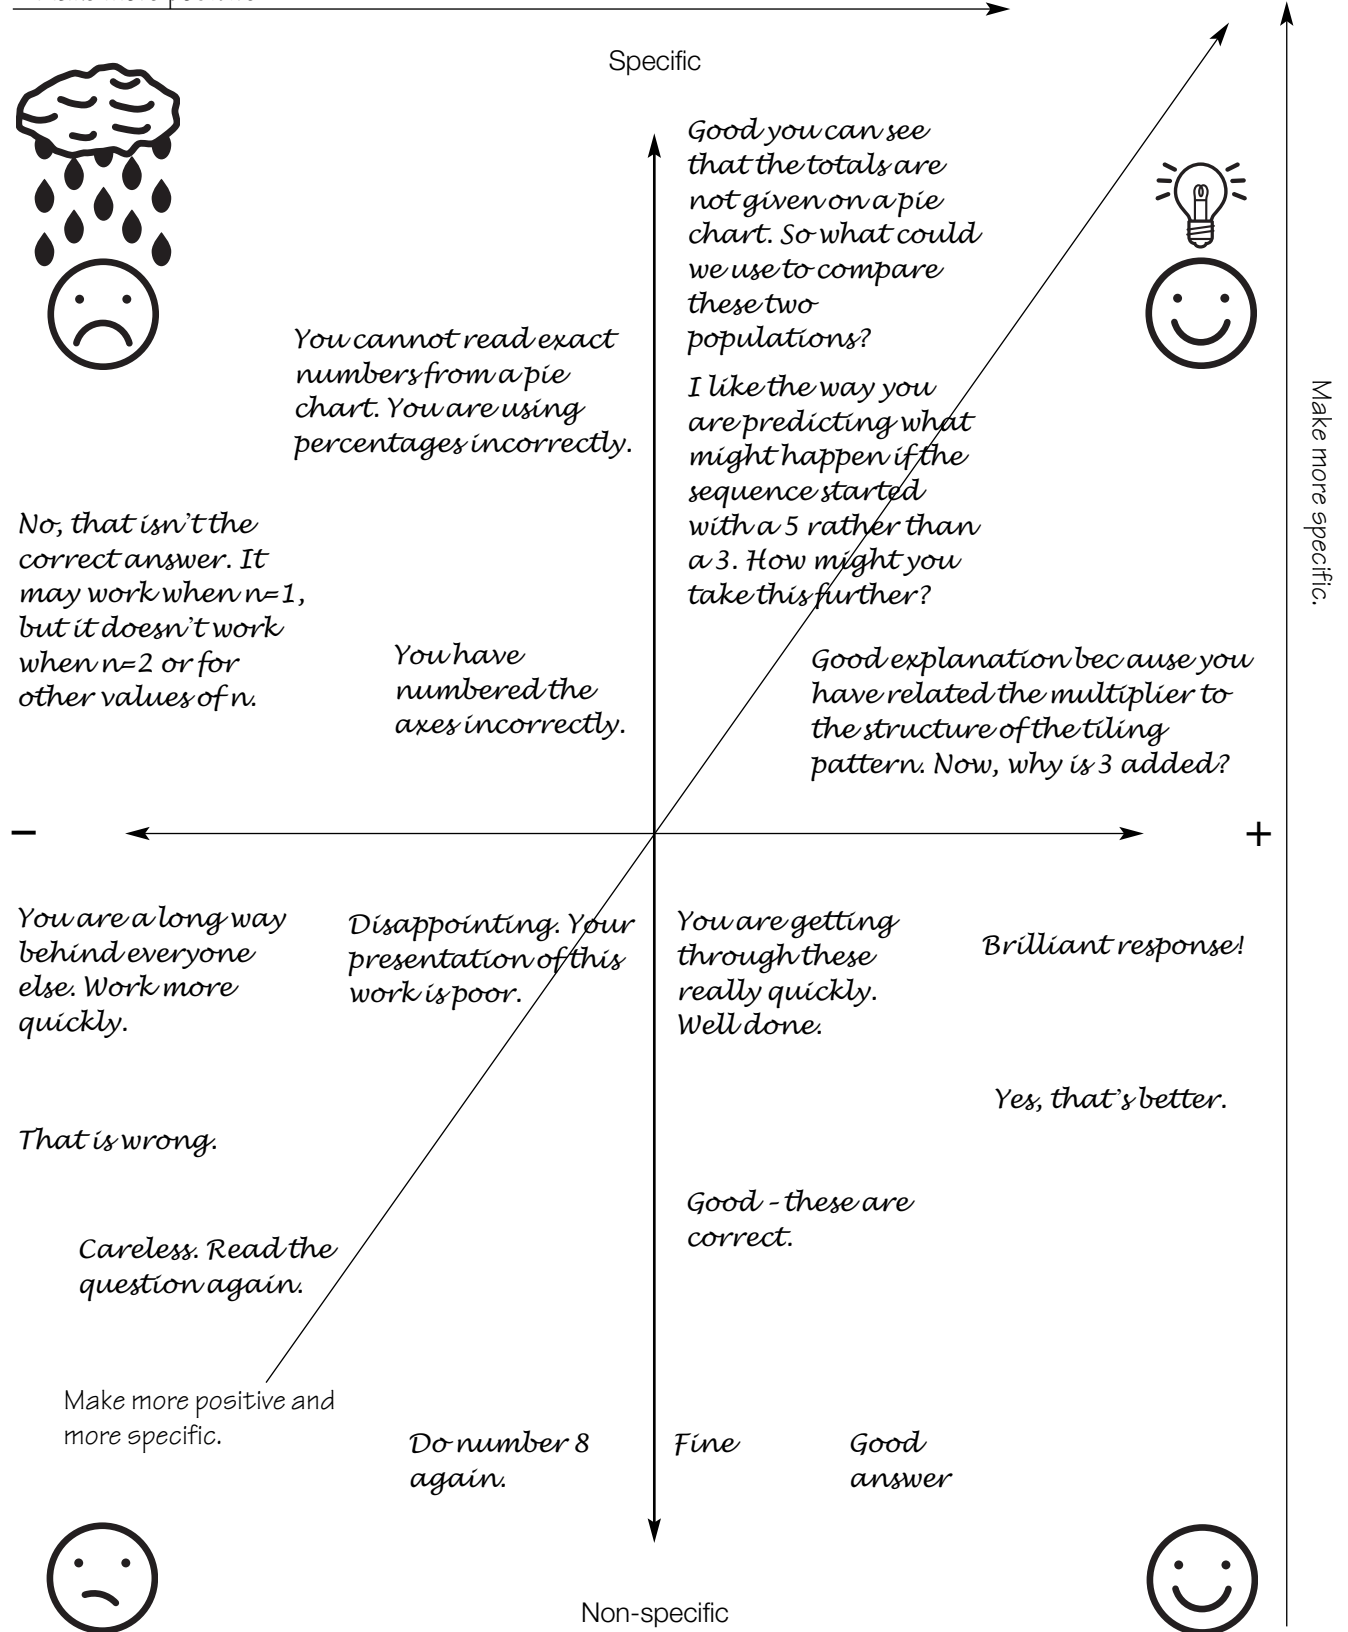 Specific
Good you can see
that the totals are
not given on a pie
chart. So what could
we use to compare
these two
populations?
You cannot read exact
numbers from a pie
chart. You are using
percentages incorrectly.
I like the way you
are predicting what
might happen if the
sequence started
with a 5 rather than
a 3. How might you
take this further?
Make more specific.
No, that isn't the
correct answer. It
may work when n=1,
but it doesn't work
when n=2 or for
other values of n.
You have
numbered the
axes incorrectly.
Good explanation bec ause you
have related the multiplier to
the structure of the tiling
pattern. Now, why is 3 added?
–
+
You are a long way
behind everyone
else. Work more
quickly.
Disappointing. Your
presentation of this
work is poor.
You are getting
through these
really quickly.
Well done.
Brilliant response!
Yes, that's better.
That is wrong.
Good – these are
correct.
Careless. Read the
question again.
Make more positive and
more specific.
Do number 8
again.
Fine
Good
answer
Non-specific